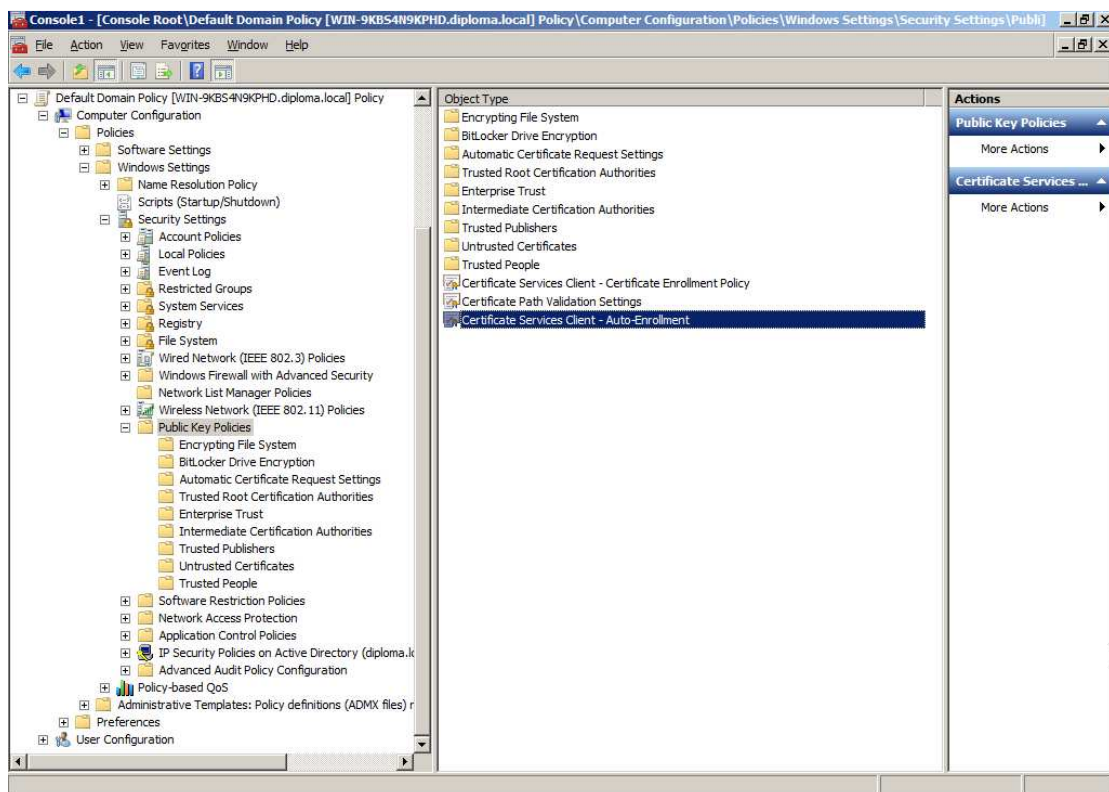 Console1 - [Console Root\Default Domain Policy [WIN-9KBS4N9KPHD.diploma.local] Policy\Computer Configuration\Policies\Windows Settings\Security Settings\Publi]
File Action View Favorites Window Help
Default Domain Policy [WIN-9KBS4N9KPHD.diploma.local] Policy
Computer Configuration
Policies
Software Settings
Windows Settings
Name Resolution Policy
Scripts (Startup/Shutdown)
Security Settings
Account Policies
Local Policies
Event Log
Restricted Groups
System Services
Registry
File System
Wired Network (IEEE 802.3) Policies
Windows Firewall with Advanced Security
Network List Manager Policies
Wireless Network (IEEE 802.11) Policies
Public Key Policies
Encrypting File System
BitLocker Drive Encryption
Automatic Certificate Request Settings
Trusted Root Certification Authorities
Enterprise Trust
Intermediate Certification Authorities
Trusted Publishers
Untrusted Certificates
Trusted People
Software Restriction Policies
Network Access Protection
Application Control Policies
IP Security Policies on Active Directory (diploma.lc
Advanced Audit Policy Configuration
Policy-based QoS
Administrative Templates: Policy definitions (ADMX files) r
Preferences
User Configuration
Object Type
Encrypting File System
BitLocker Drive Encryption
Automatic Certificate Request Settings
Trusted Root Certification Authorities
Enterprise Trust
Intermediate Certification Authorities
Trusted Publishers
Untrusted Certificates
Trusted People
Certificate Services Client - Certificate Enrollment Policy
Certificate Path Validation Settings
Certificate Services Client - Auto-Enrollment
Actions
Public Key Policies
More Actions
Certificate Services ...
More Actions